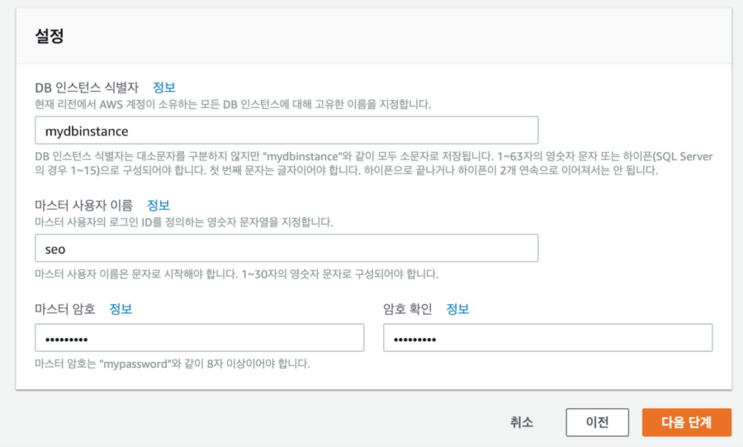 설정
DB 인스턴스 식별자 정보
현재 리전에서 AWS 계정이 소유하는 모든 DB 인스턴스에 대해 고유한 이름을 지정합니다.
mydbinstance
DB 인스턴스 식별자는 대소문자를 구분하지 않지만 "mydbinstance"와 같이 모두 소문자로 저장됩니다. 1~63자의 영숫자 문자 또는 하이픈(SQL Server
의 경우 1~15)으로 구성되어야 합니다. 첫 번째 문자는 글자이어야 합니다. 하이픈으로 끝나거나 하이픈이 2개 연속으로 이어져서는 안 됩니다.
마스터 사용자 이름 정보
마스터 사용자의 로그인 ID를 정의하는 영숫자 문자열을 지정합니다.
seo
마스터 사용자 이름은 문자로 시작해야 합니다. 1~30자의 영숫자 문자로 구성되어야 합니다.
마스터 암호 정보 암호 확인 정보
••••••••• •••••••••
마스터 암호는 "mypassword"와 같이 8자 이상이어야 합니다.
취소 이전 다음 단계